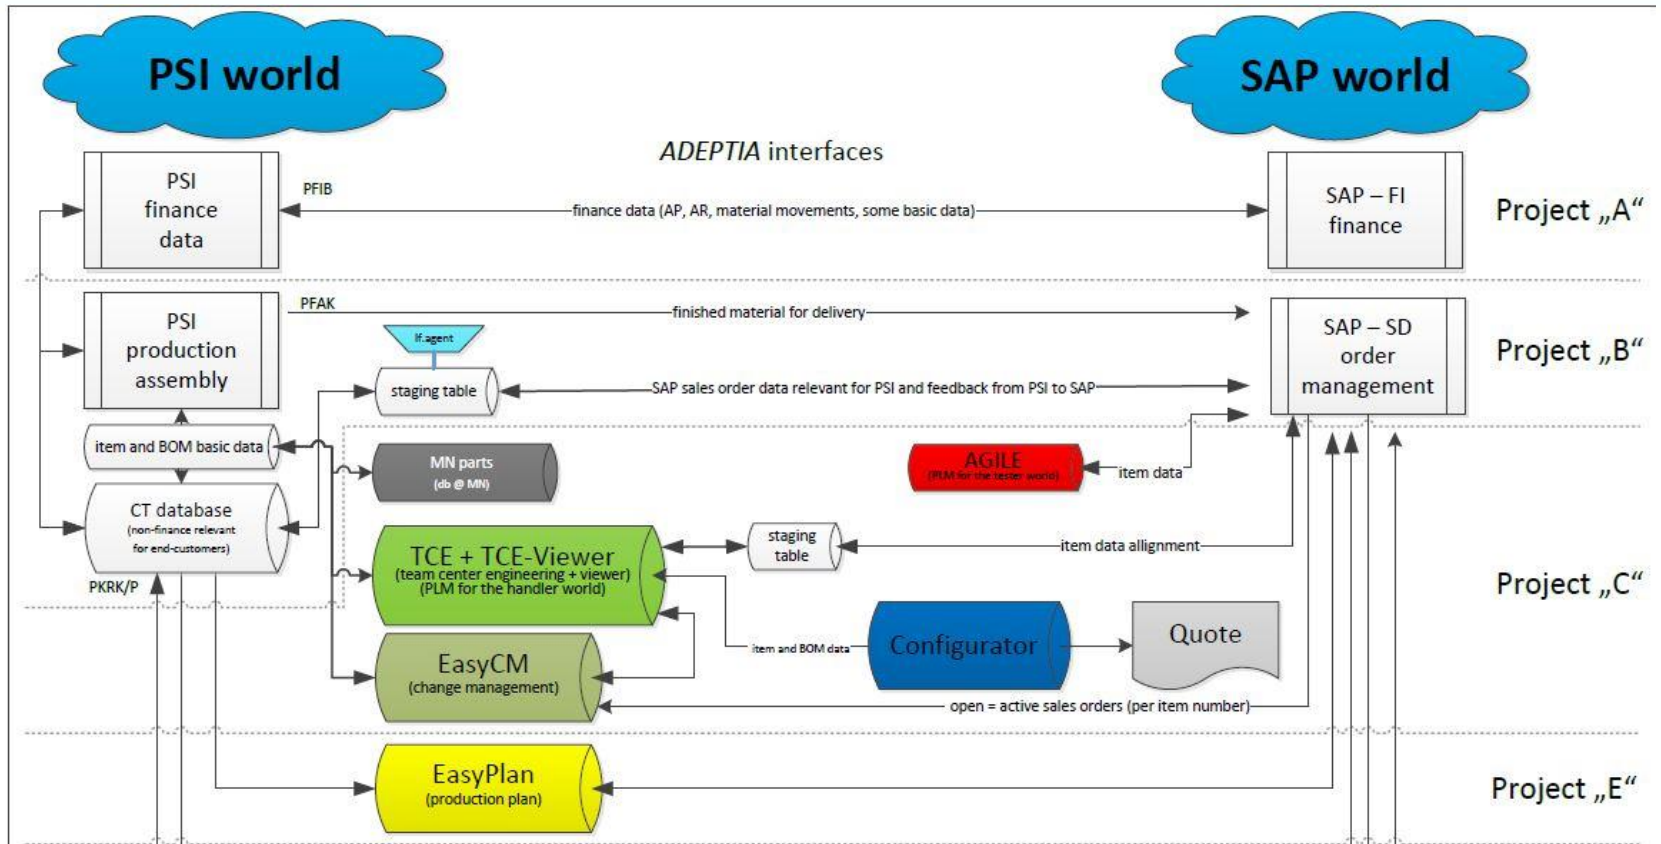 PSI world
SAP world
ADEPTIA interfaces
PSI
finance
data
PFIB
finance data (AP, AR, material movements, some basic data)
SAP – FI
finance
Project „A“
PSI
production
assembly
PFAK
finished material for delivery
If.agent
staging table
SAP sales order data relevant for PSI and feedback from PSI to SAP
SAP – SD
order
management
Project „B“
item and BOM basic data
MN parts
(db @ MN)
AGILE
(PLM for the tester world)
item data
CT database
(non-finance relevant
for end-customers)
PKRK/P
TCE + TCE-Viewer
(team center engineering + viewer)
(PLM for the handler world)
staging
table
item data allignment
Project „C“
EasyCM
(change management)
item and BOM data
Configurator
Quote
open = active sales orders (per item number)
EasyPlan
(production plan)
Project „E“